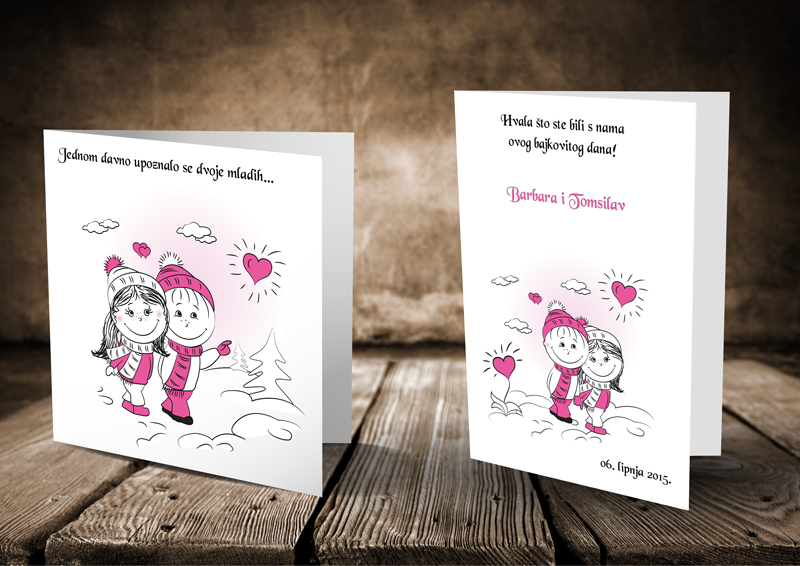 Jednom davno upoznalo se dvoje mladih...
Hvala što ste bili s nama
ovog bajkovitog dana!
Barbara i Tomsilav
06. lipnja 2015.